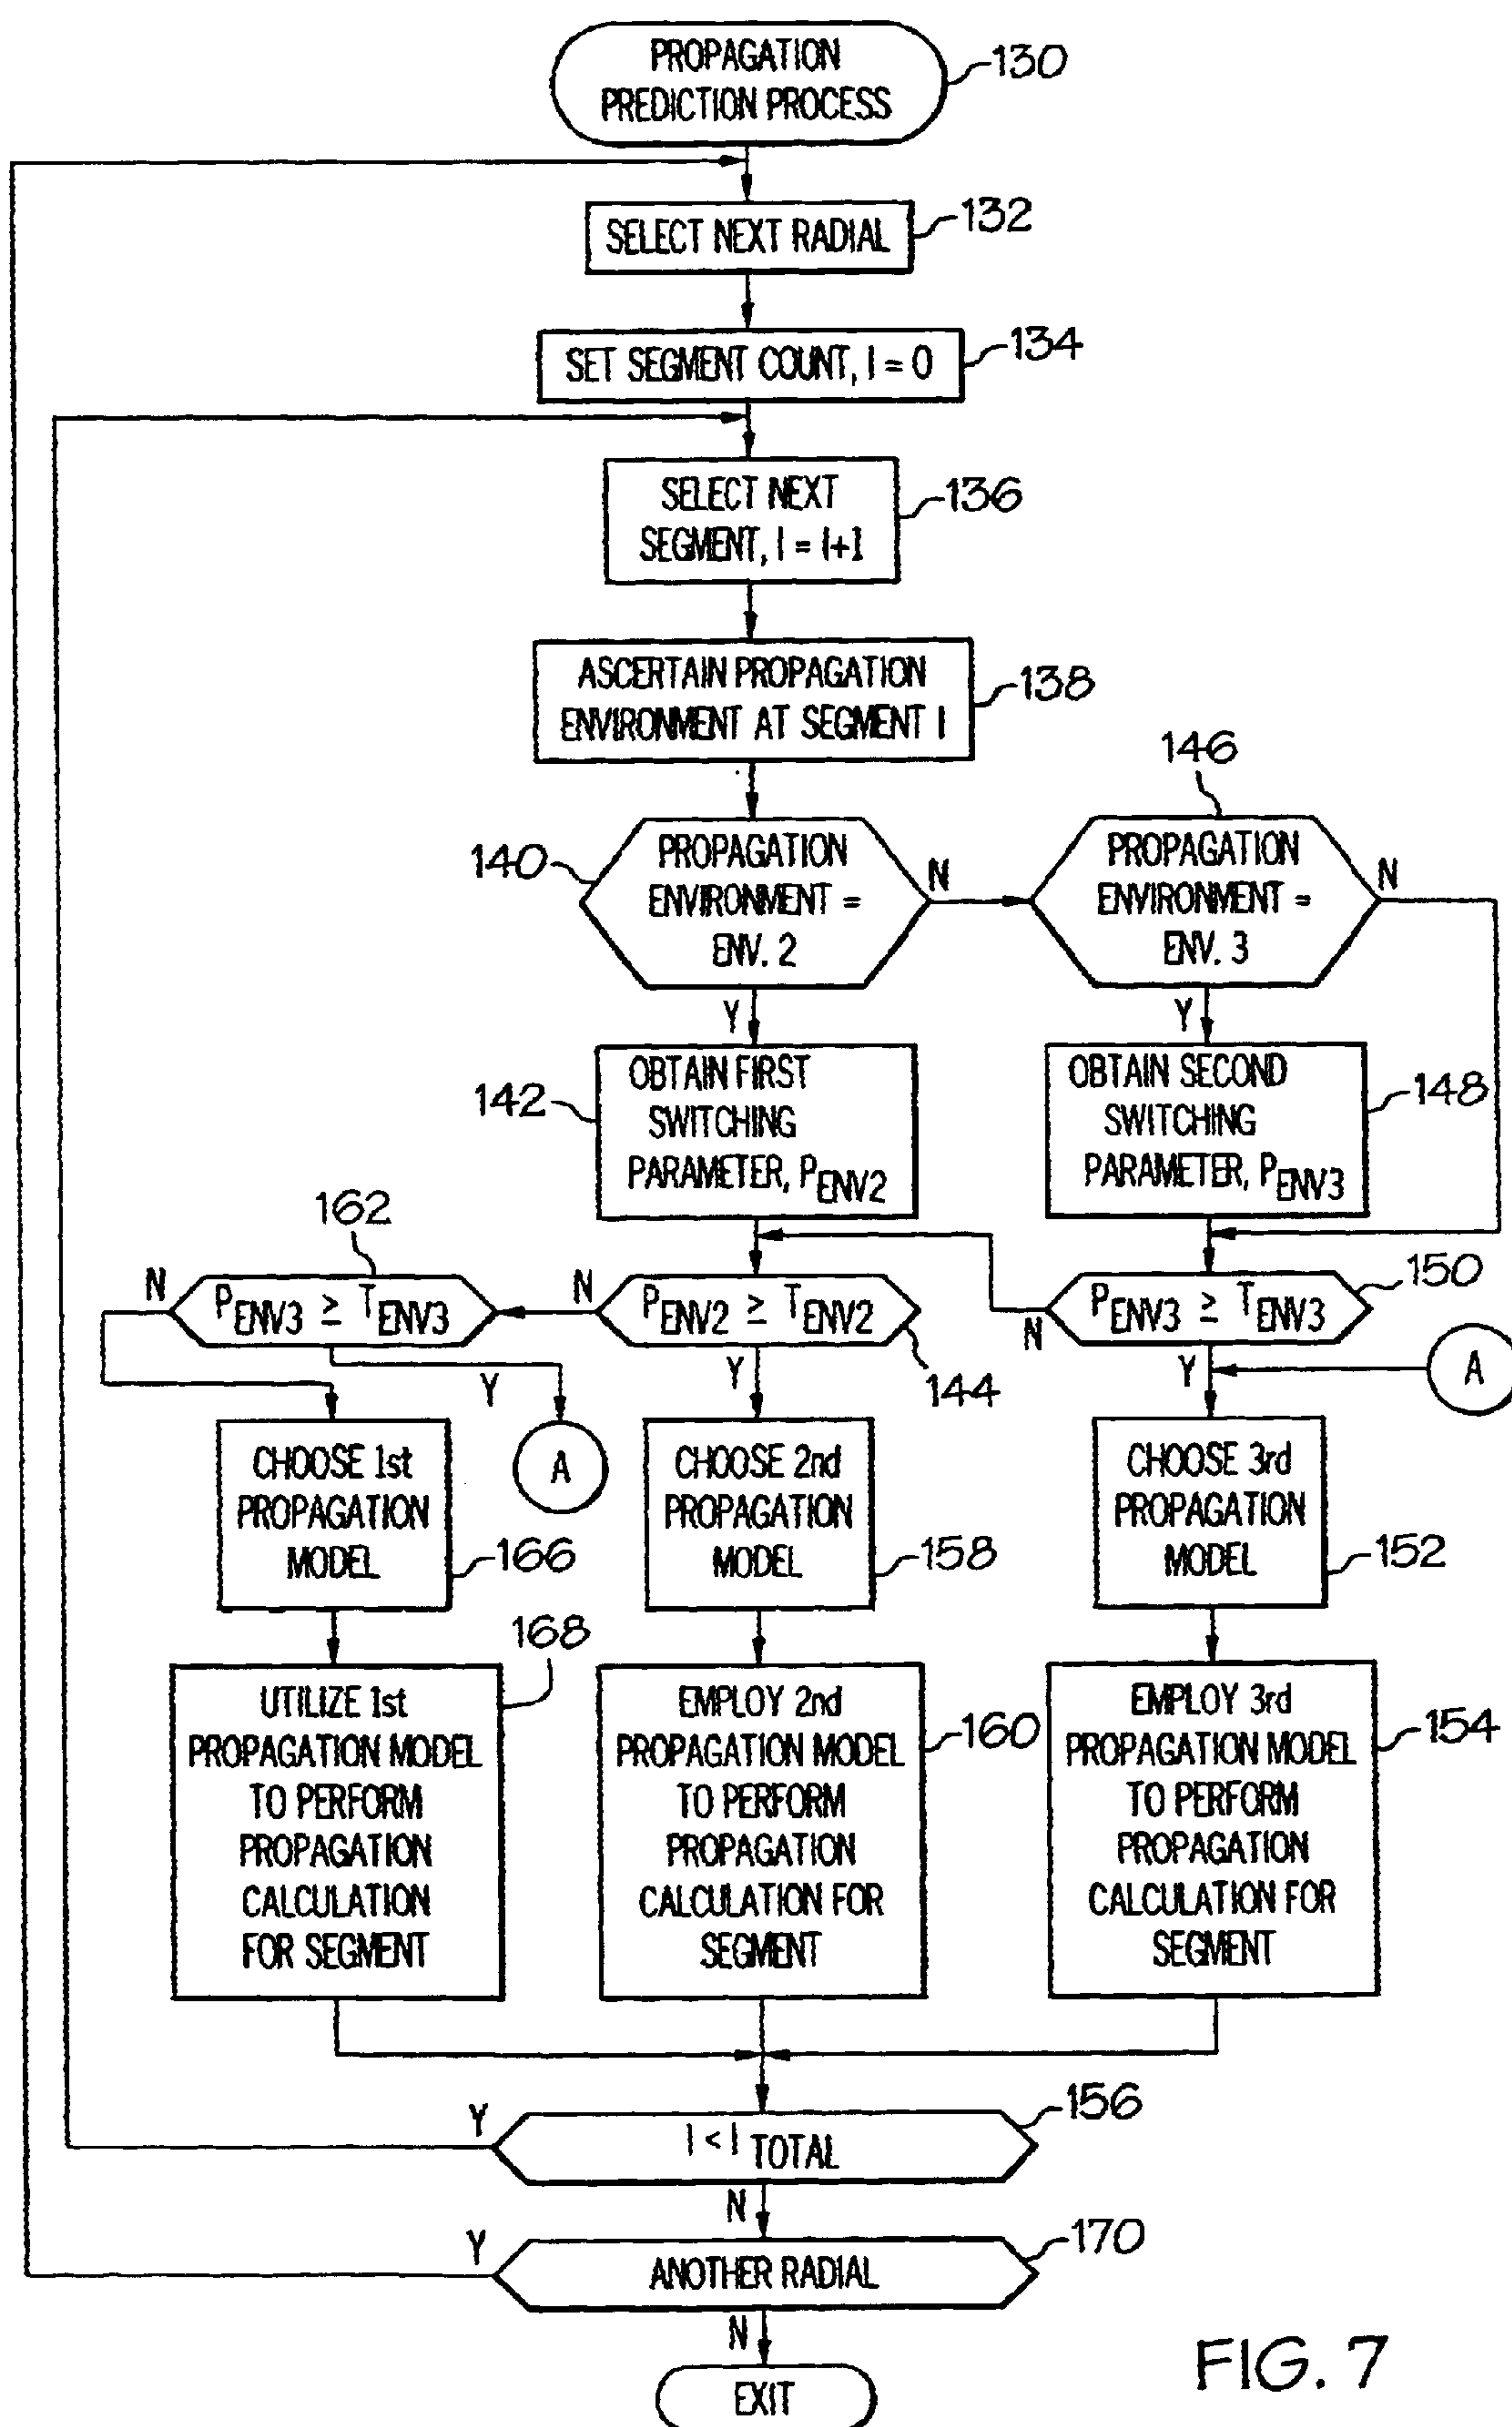 PROPAGATION
PREDICTION PROCESS
130
SELECT NEXT RADIAL
132
SET SEGMENT COUNT, I = 0
134
SELECT NEXT
SEGMENT, I = I+1
136
ASCERTAIN PROPAGATION
ENVIRONMENT AT SEGMENT I
138
140
PROPAGATION
ENVIRONMENT =
ENV. 2
N
Y
146
PROPAGATION
ENVIRONMENT =
ENV. 3
N
Y
142
OBTAIN FIRST
SWITCHING
PARAMETER, PENV2
OBTAIN SECOND
SWITCHING
PARAMETER, PENV3
148
162
N
PENV3 ≥ TENV3
Y
N
PENV2 ≥ TENV2
144
Y
PENV3 ≥ TENV3
150
N
Y
A
CHOOSE 1st
PROPAGATION
MODEL
166
A
CHOOSE 2nd
PROPAGATION
MODEL
158
CHOOSE 3rd
PROPAGATION
MODEL
152
UTILIZE 1st
PROPAGATION MODEL
TO PERFORM
PROPAGATION
CALCULATION
FOR SEGMENT
168
EMPLOY 2nd
PROPAGATION MODEL
TO PERFORM
PROPAGATION
CALCULATION FOR
SEGMENT
160
EMPLOY 3rd
PROPAGATION MODEL
TO PERFORM
PROPAGATION
CALCULATION FOR
SEGMENT
154
Y
I < I TOTAL
156
N
Y
ANOTHER RADIAL
170
N
EXIT
FIG. 7